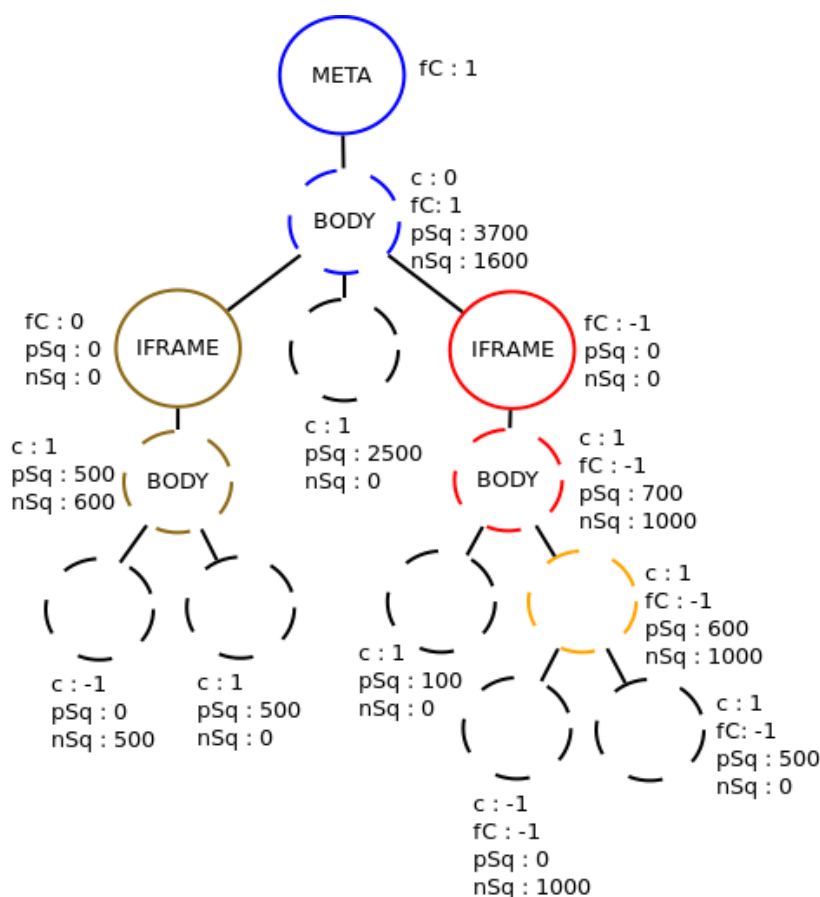 META
fC : 1
c : 0
fC: 1
pSq : 3700
nSq : 1600
BODY
fC : 0
pSq : 0
nSq : 0
IFRAME
IFRAME
fC : -1
pSq : 0
nSq : 0
c : 1
pSq : 2500
nSq : 0
c : 1
pSq : 500
nSq : 600
BODY
BODY
c : 1
fC : -1
pSq : 700
nSq : 1000
c : 1
fC : -1
pSq : 600
nSq : 1000
c : -1
pSq : 0
nSq : 500
c : 1
pSq : 500
nSq : 0
c : 1
pSq : 100
nSq : 0
c : 1
fC: -1
pSq : 500
nSq : 0
c : -1
fC : -1
pSq : 0
nSq : 1000